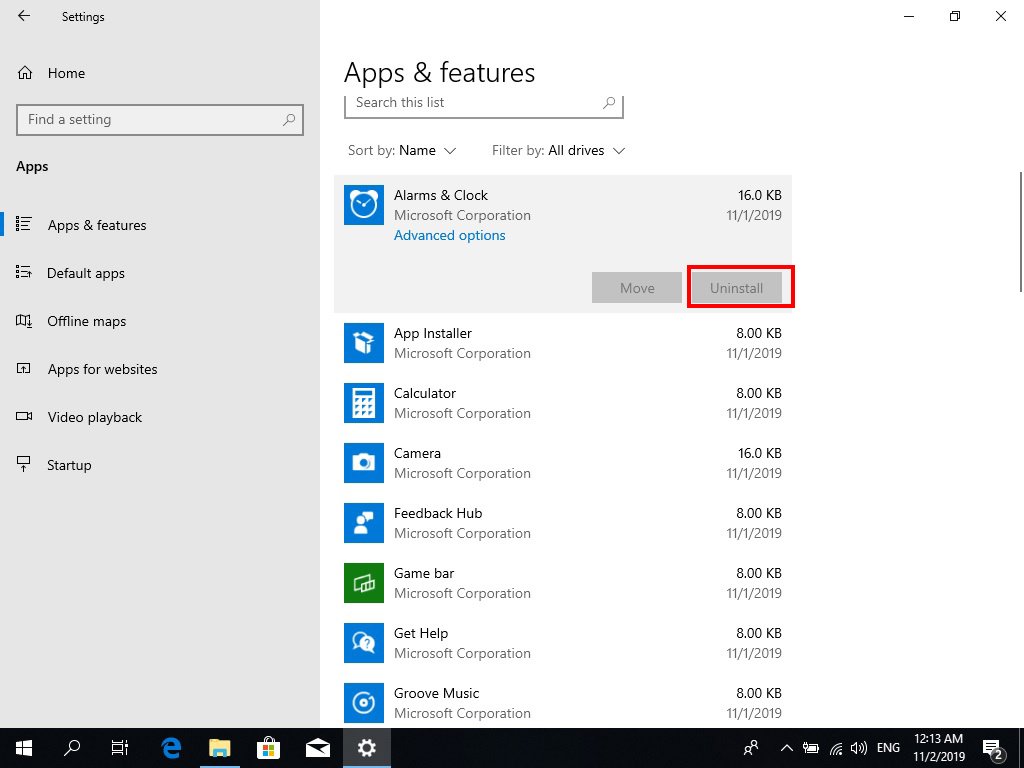 Settings
Home
Find a setting
Apps
Apps & features
Default apps
Offline maps
Apps for websites
Video playback
Startup
Apps & features
Search this list
Sort by: Name
Filter by: All drives
Alarms & Clock 16.0 KB
Microsoft Corporation 11/1/2019
Advanced options
Move Uninstall
App Installer 8.00 KB
Microsoft Corporation 11/1/2019
Calculator 8.00 KB
Microsoft Corporation 11/1/2019
Camera 16.0 KB
Microsoft Corporation 11/1/2019
Feedback Hub 8.00 KB
Microsoft Corporation 11/1/2019
Game bar 8.00 KB
Microsoft Corporation 11/1/2019
Get Help 8.00 KB
Microsoft Corporation 11/1/2019
Groove Music 8.00 KB
Microsoft Corporation 11/1/2019
ENG
12:13 AM
11/2/2019
2